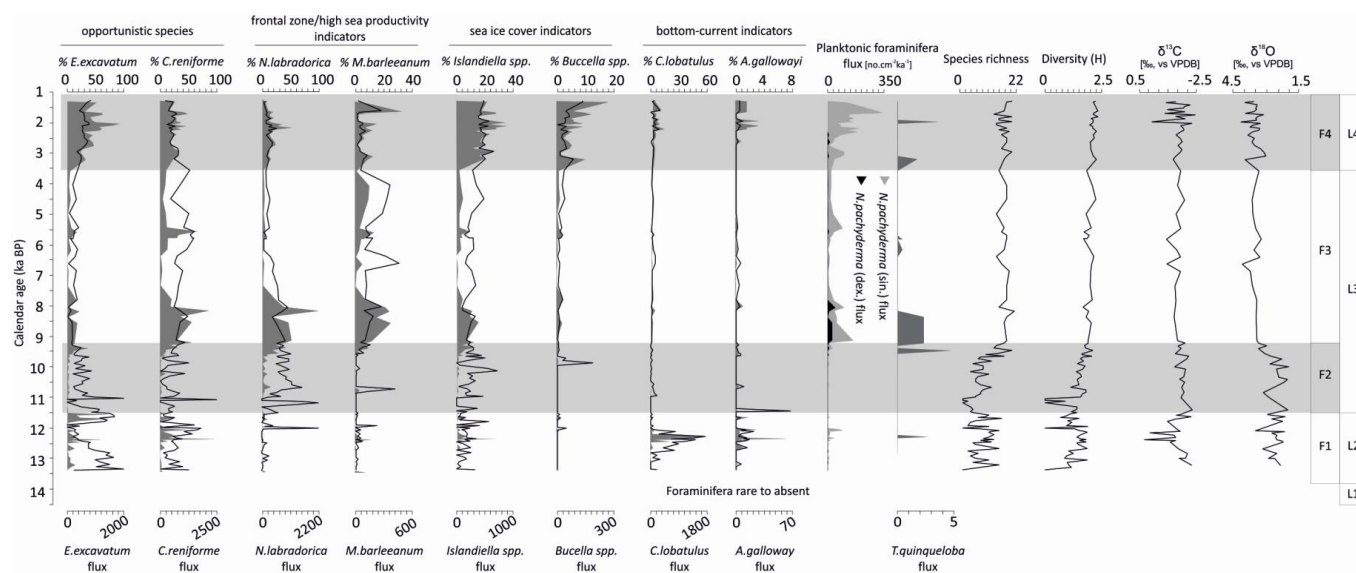 opportunistic species
frontal zone/high sea productivity
indicators
sea ice cover indicators
bottom-current indicators
% E.excavatum
% C.reniforme
% N.labradorica
% M.barleeanum
% Islandiella spp.
% Buccella spp.
% C.lobatulus
% A.gallowayi
Planktonic foraminifera
flux [no.cm-2ka-1]
Species richness
Diversity (H)
δ13C
[‰, vs VPDB]
δ18O
[‰, vs VPDB]
0 50 100
0 50 100
0 50 100
0 20 40
0 20 40
0 10 20
0 30 60
0 10 20
0 350
0 22
0 2.5
0.5 -2.5
4.5 1.5
Calendar age (ka BP)
1
2
3
4
5
6
7
8
9
10
11
12
13
14
N.pachyderma (dex.) flux
N.pachyderma (sin.) flux
F4
F3
F2
F1
L4
L3
L2
L1
Foraminifera rare to absent
0 2000
0 2500
0 2200
0 600
0 1000
0 300
0 1800
0 70
0 5
E.excavatum
flux
C.reniforme
flux
N.labradorica
flux
M.barleeanum
flux
Islandiella spp.
flux
Bucella spp.
flux
C.lobatulus
flux
A.galloway
flux
T.quinqueloba
flux